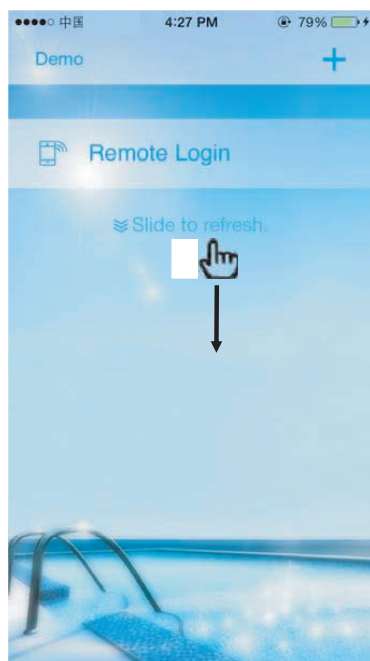 中国 4:27 PM 79%
Demo +
Remote Login
Slide to refresh.